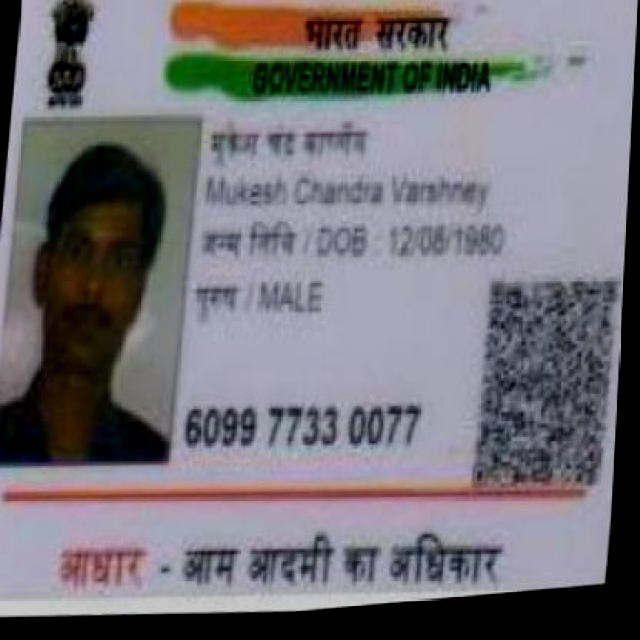 भारत सरकार
GOVERNMENT OF INDIA
मुकेश
Mukesh Chandra Varshney
जन्म तिथि / DOB : 12/08/1980
पुरुष / MALE
6099 7733 0077
आधार - आम आदमी का अधिकार